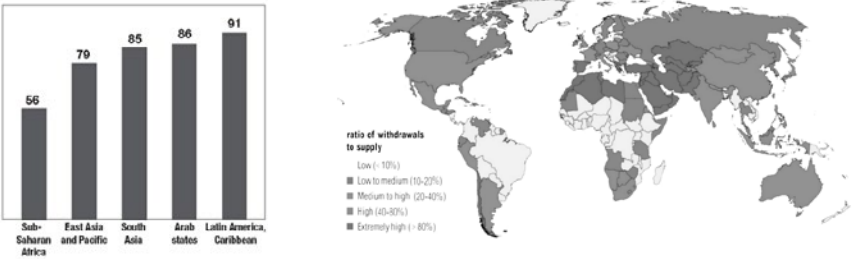 56
79
85
86
91
Sub-
Saharan
Africa
East Asia
and Pacific
South
Asia
Arab
states
Latin America,
Caribbean
ratio of withdrawals
to supply
Low (< 10%)
Low to medium (10-20%)
Medium to high (20-40%)
High (40-80%)
Extremely high (> 80%)